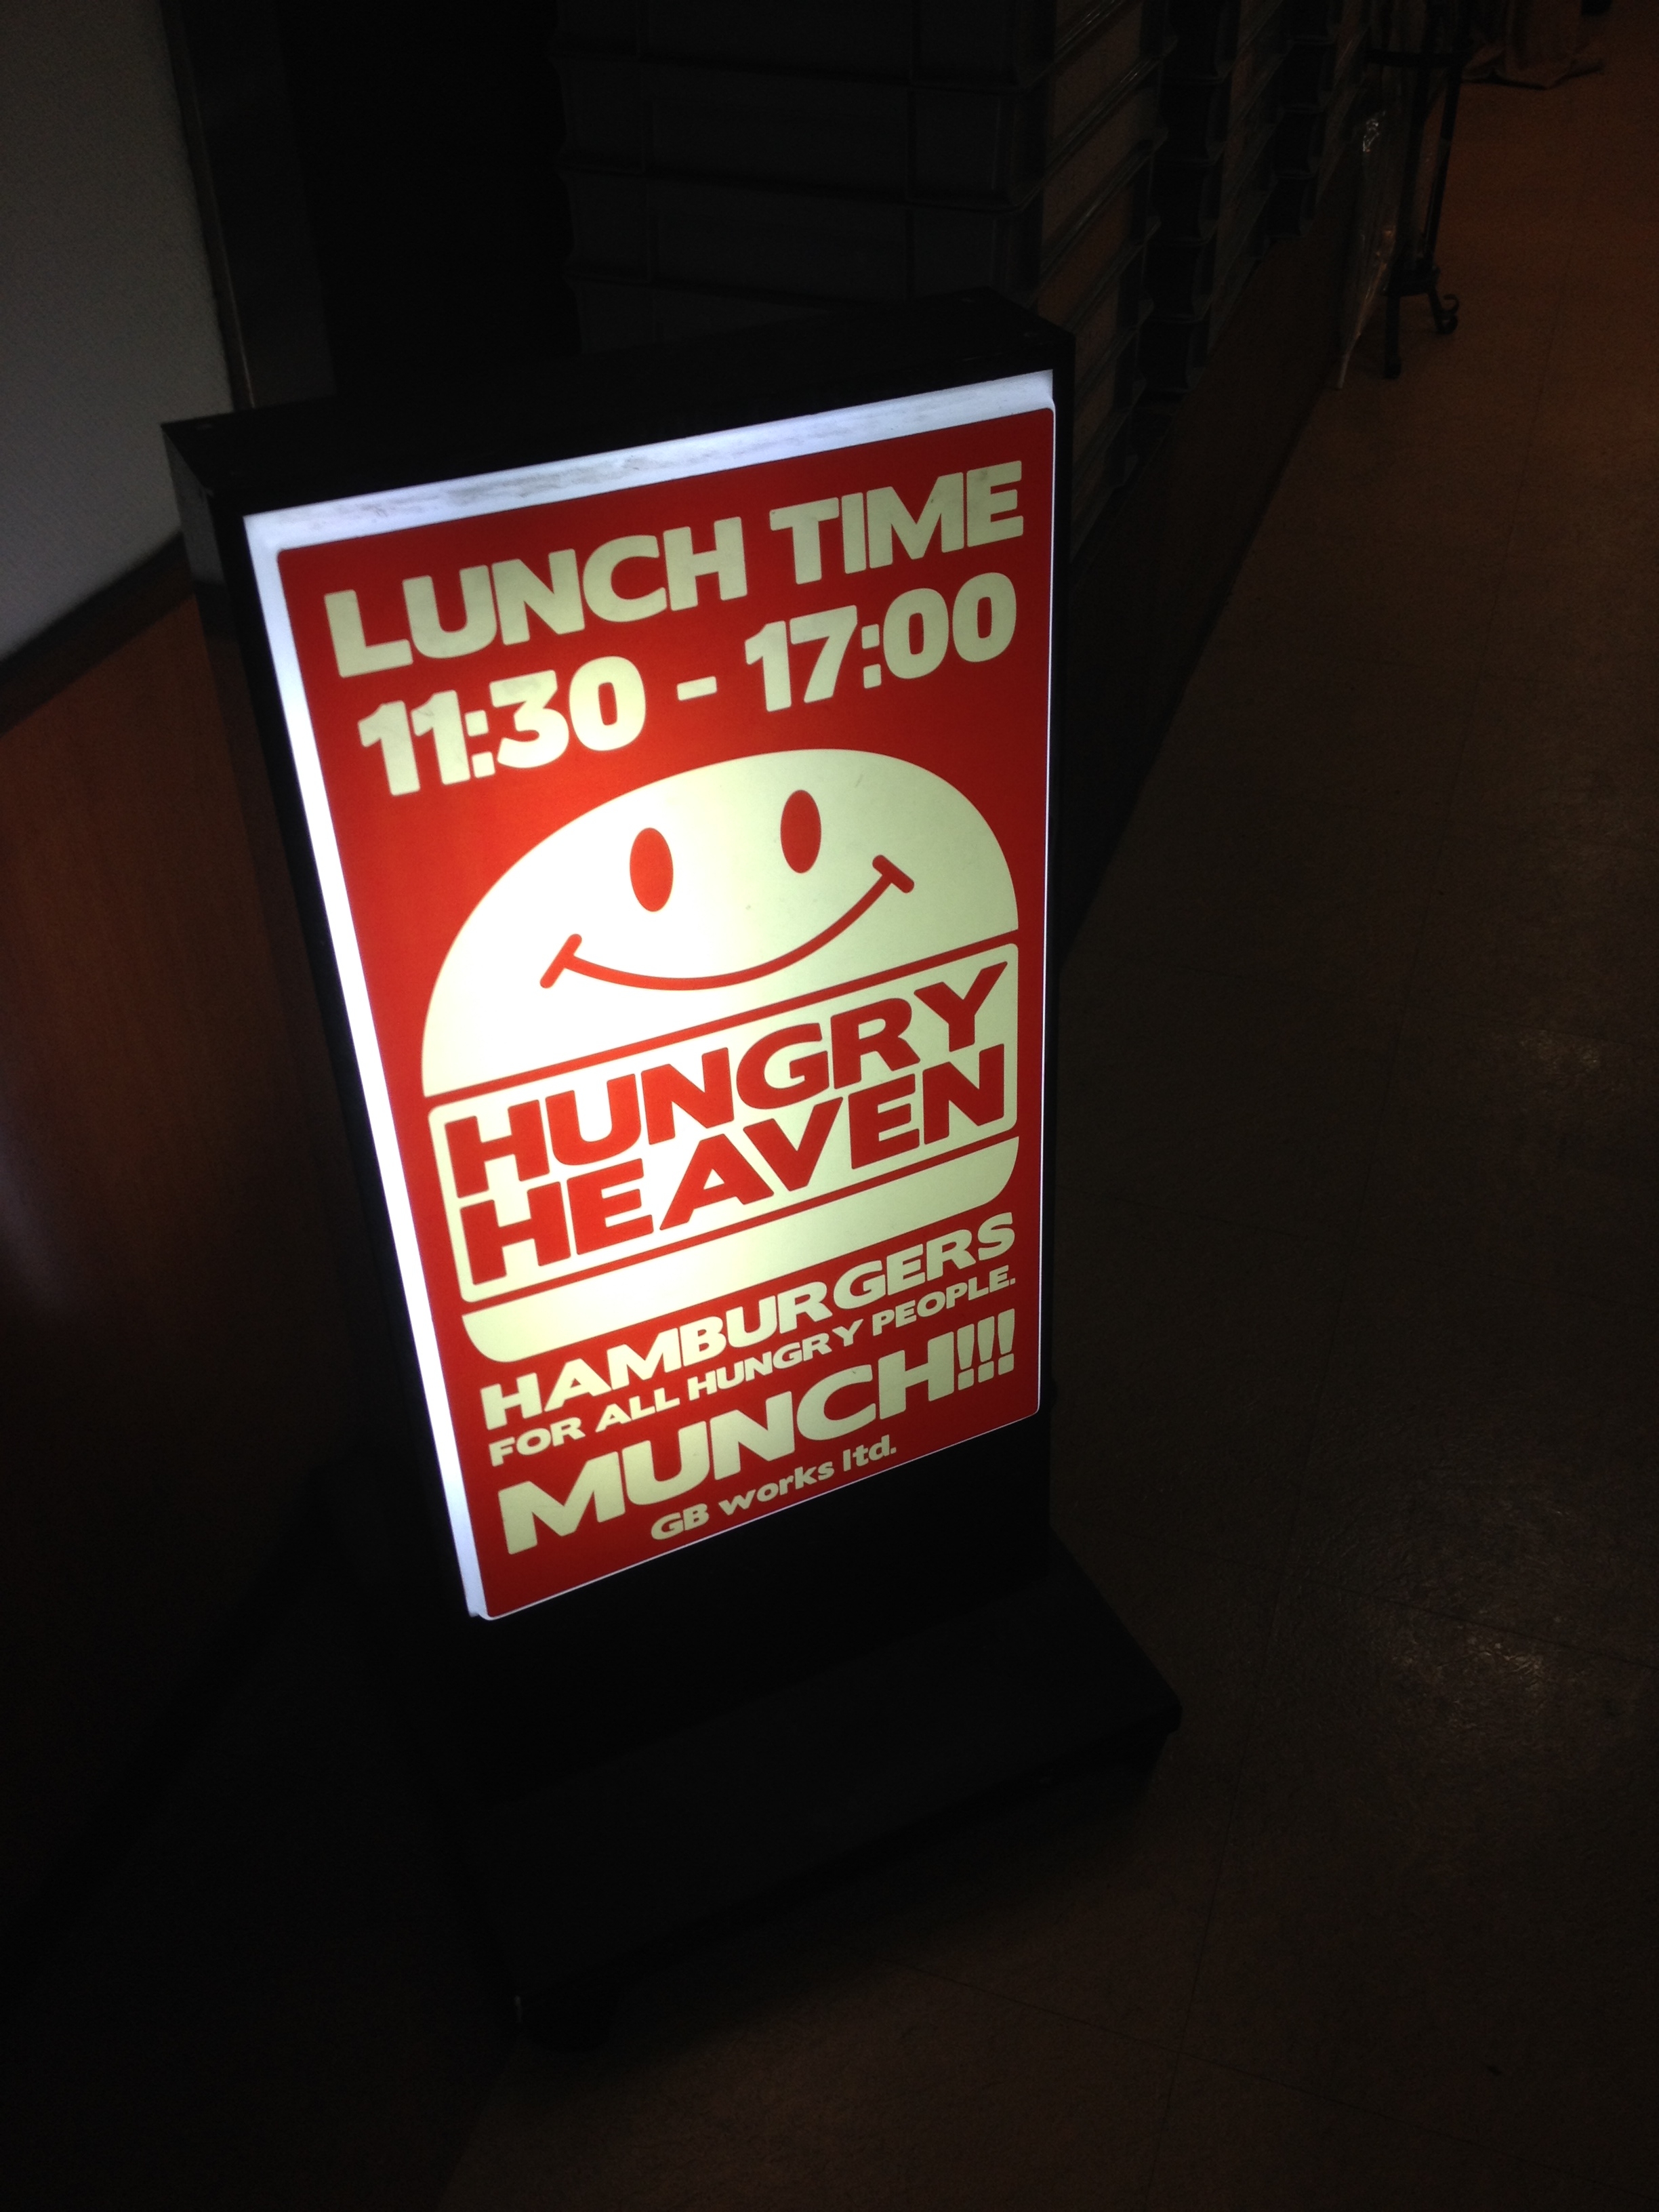 LUNCH TIME
11:30 - 17:00
HUNGRY
HEAVEN
HAMBURGERS
FOR ALL HUNGRY PEOPLE.
MUNCH!!!
GB works ltd.